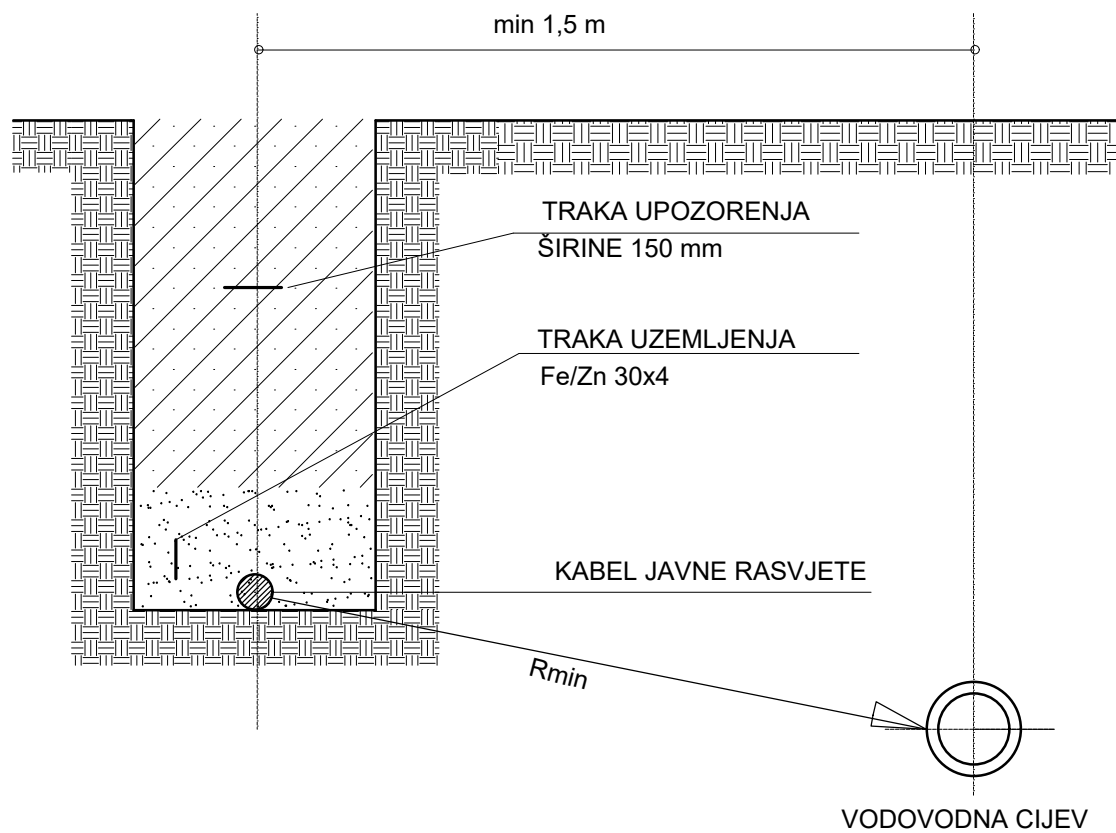 min 1,5 m
TRAKA UPOZORENJA
ŠIRINE 150 mm
TRAKA UZEMLJENJA
Fe/Zn 30x4
KABEL JAVNE RASVJETE
Rmin
VODOVODNA CIJEV